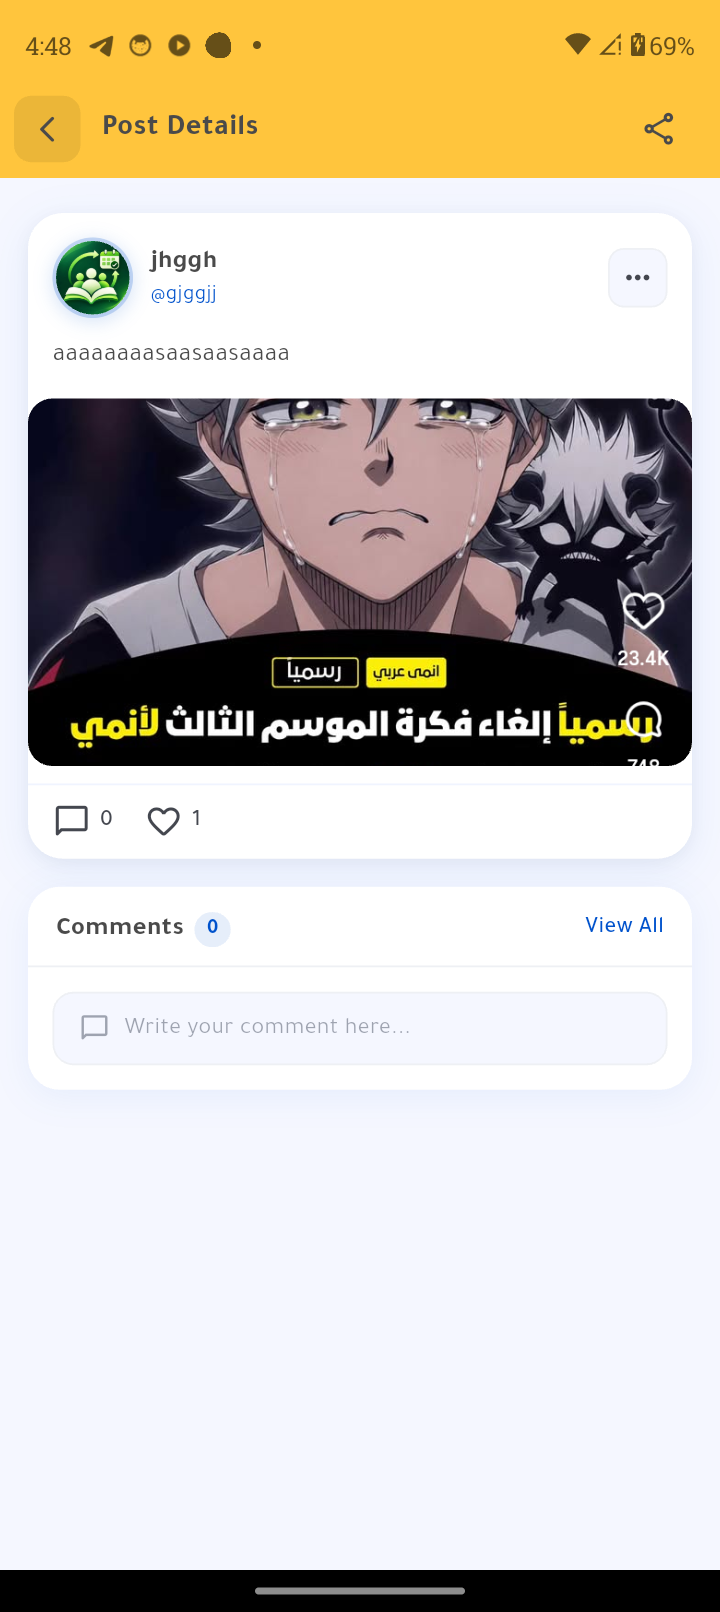 4:48
69%
Post Details
jhggh
@gjggjj
aaaaaaaasaasaasaaaa
23.4K
رسمياً
انمي عربي
رسمياً إلغاء فكرة الموسم الثالث لأنمي
748
0
1
Comments 0
View All
Write your comment here...